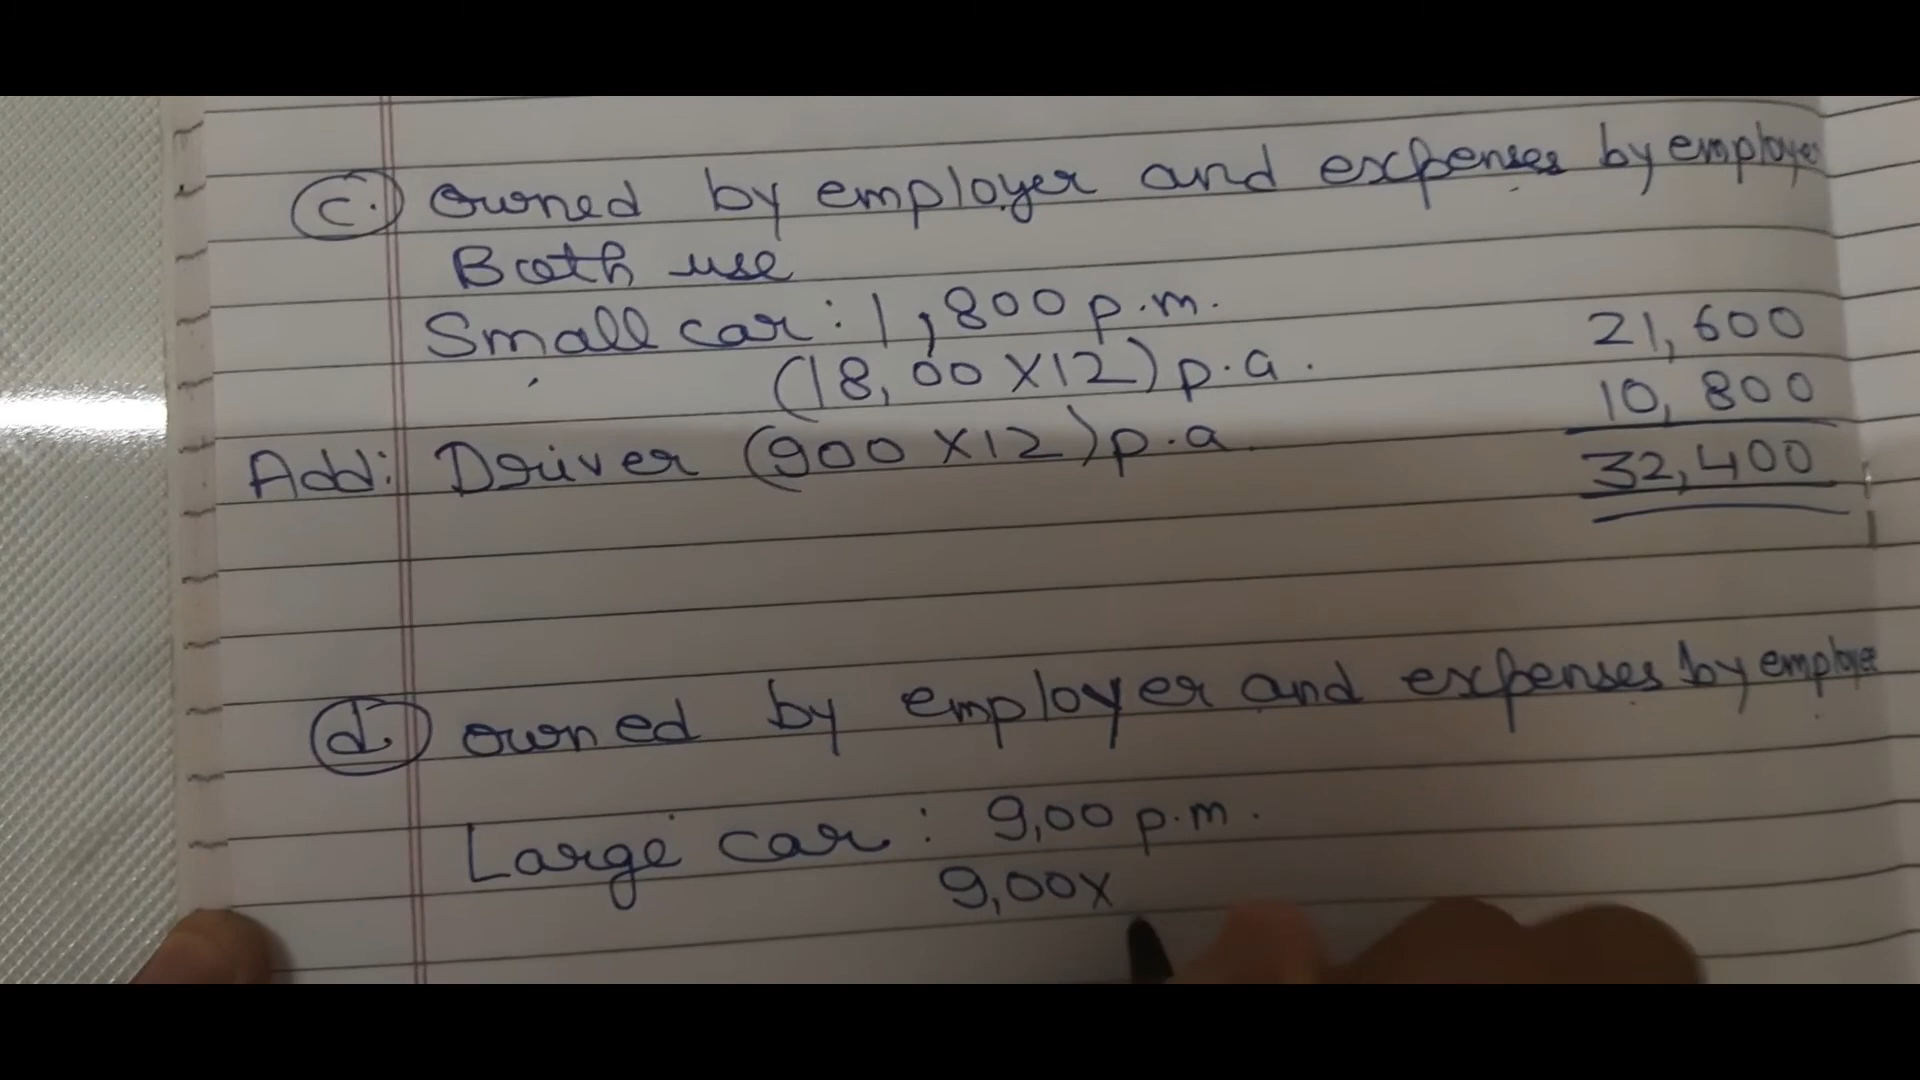 c. owned by employer and expenses by employer
Both use
Small car : 1,800 p.m.
(18,00 X12) p.a. 21,600
10,800
Add: Driver (900 X12) p.a. 32,400
d. owned by employer and expenses by employee
Large car : 9,00 p.m.
9,00X